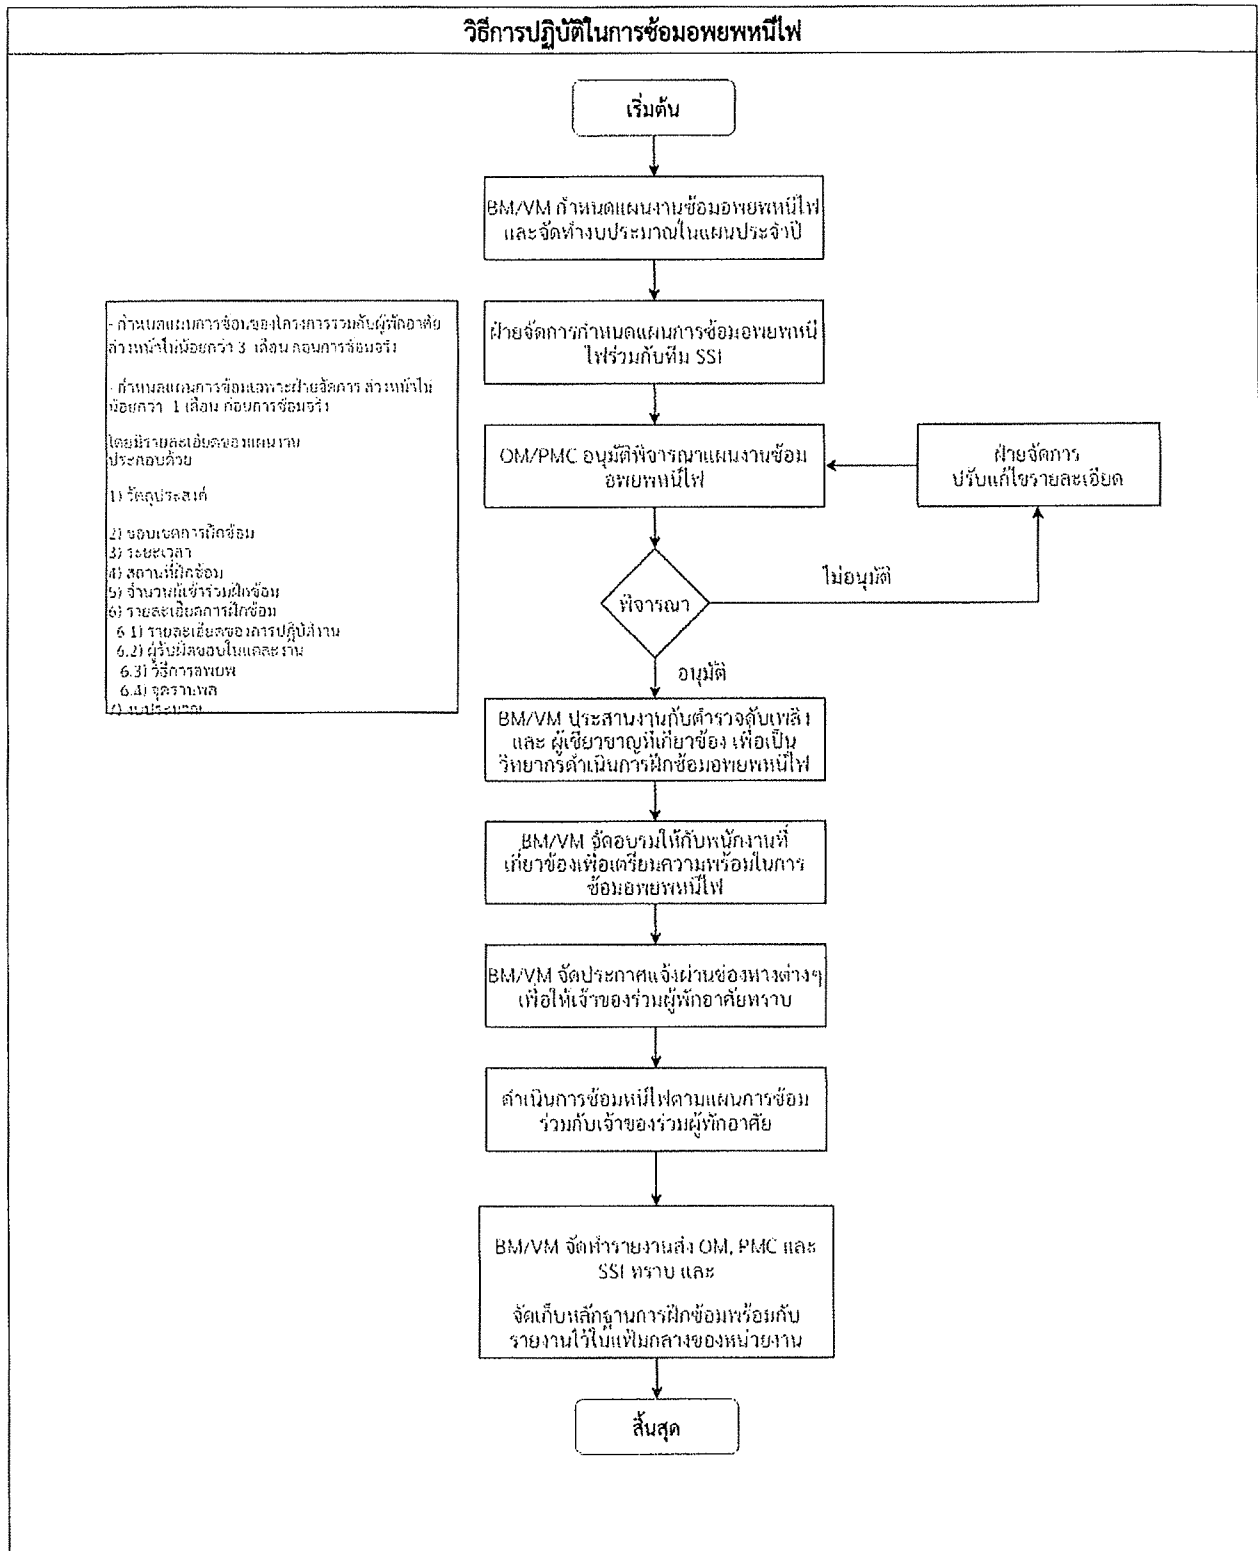 วิธีการปฏิบัติในการซ้อมอพยพหนีไฟ
เริ่มต้น
BM/VM กำหนดแผนงานซ้อมอพยพหนีไฟ
และจัดทำงบประมาณในแผนประจำปี
- กำหนดแผนการซ้อมของโครงการร่วมกับผู้พักอาศัย
ล่วงหน้าไม่น้อยกว่า 3 เดือน ก่อนการซ้อมจริง
- กำหนดแผนการซ้อมเฉพาะฝ่ายจัดการ ล่วงหน้าไม่
น้อยกว่า 1 เดือน ก่อนการซ้อมจริง
โดยมีรายละเอียดของแผนงาน
ประกอบด้วย
1) วัตถุประสงค์
2) ขอบเขตการฝึกซ้อม
3) ระยะเวลา
4) สถานที่ฝึกซ้อม
5) จำนวนผู้เข้าร่วมฝึกซ้อม
6) รายละเอียดการฝึกซ้อม
6.1) รายละเอียดของการปฏิบัติงาน
6.2) ผู้รับผิดชอบในแต่ละงาน
6.3) วิธีการอพยพ
6.4) จุดรวมพล
7) งบประมาณ
ฝ่ายจัดการกำหนดแผนการซ้อมอพยพหนี
ไฟร่วมกับทีม SSI
OM/PMC อนุมัติพิจารณาแผนงานซ้อม
อพยพหนีไฟ
ฝ่ายจัดการ
ปรับแก้ไขรายละเอียด
พิจารณา
ไม่อนุมัติ
อนุมัติ
BM/VM ประสานงานกับตำรวจดับเพลิง
และ ผู้เชี่ยวชาญที่เกี่ยวข้อง เพื่อเป็น
วิทยากรดำเนินการฝึกซ้อมอพยพหนีไฟ
BM/VM จัดอบรมให้กับพนักงานที่
เกี่ยวข้องเพื่อเตรียมความพร้อมในการ
ซ้อมอพยพหนีไฟ
BM/VM จัดประกาศแจ้งผ่านช่องทางต่างๆ
เพื่อให้เจ้าของร่วมผู้พักอาศัยทราบ
ดำเนินการซ้อมหนีไฟตามแผนการซ้อม
ร่วมกับเจ้าของร่วมผู้พักอาศัย
BM/VM จัดทำรายงานส่ง OM, PMC และ
SSI ทราบ และ
จัดเก็บหลักฐานการฝึกซ้อมพร้อมกับ
รายงานไว้ในแฟ้มกลางของหน่วยงาน
สิ้นสุด